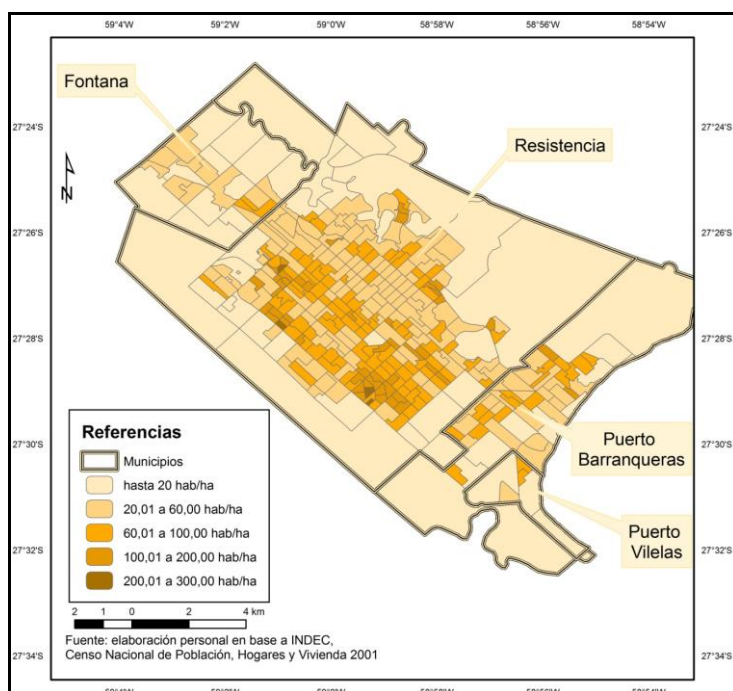 59°4'W 59°2'W 59°0'W 58°58'W 58°56'W 58°54'W
Fontana
Resistencia
27°24'S 27°24'S
N
27°26'S 27°26'S
27°28'S 27°28'S
27°30'S 27°30'S
27°32'S 27°32'S
27°34'S 27°34'S
Puerto
Barranqueras
Puerto
Vilelas
Referencias
Municipios
hasta 20 hab/ha
20,01 a 60,00 hab/ha
60,01 a 100,00 hab/ha
100,01 a 200,00 hab/ha
200,01 a 300,00 hab/ha
2 1 0 2 4 km
Fuente: elaboración personal en base a INDEC,
Censo Nacional de Población, Hogares y Vivienda 2001